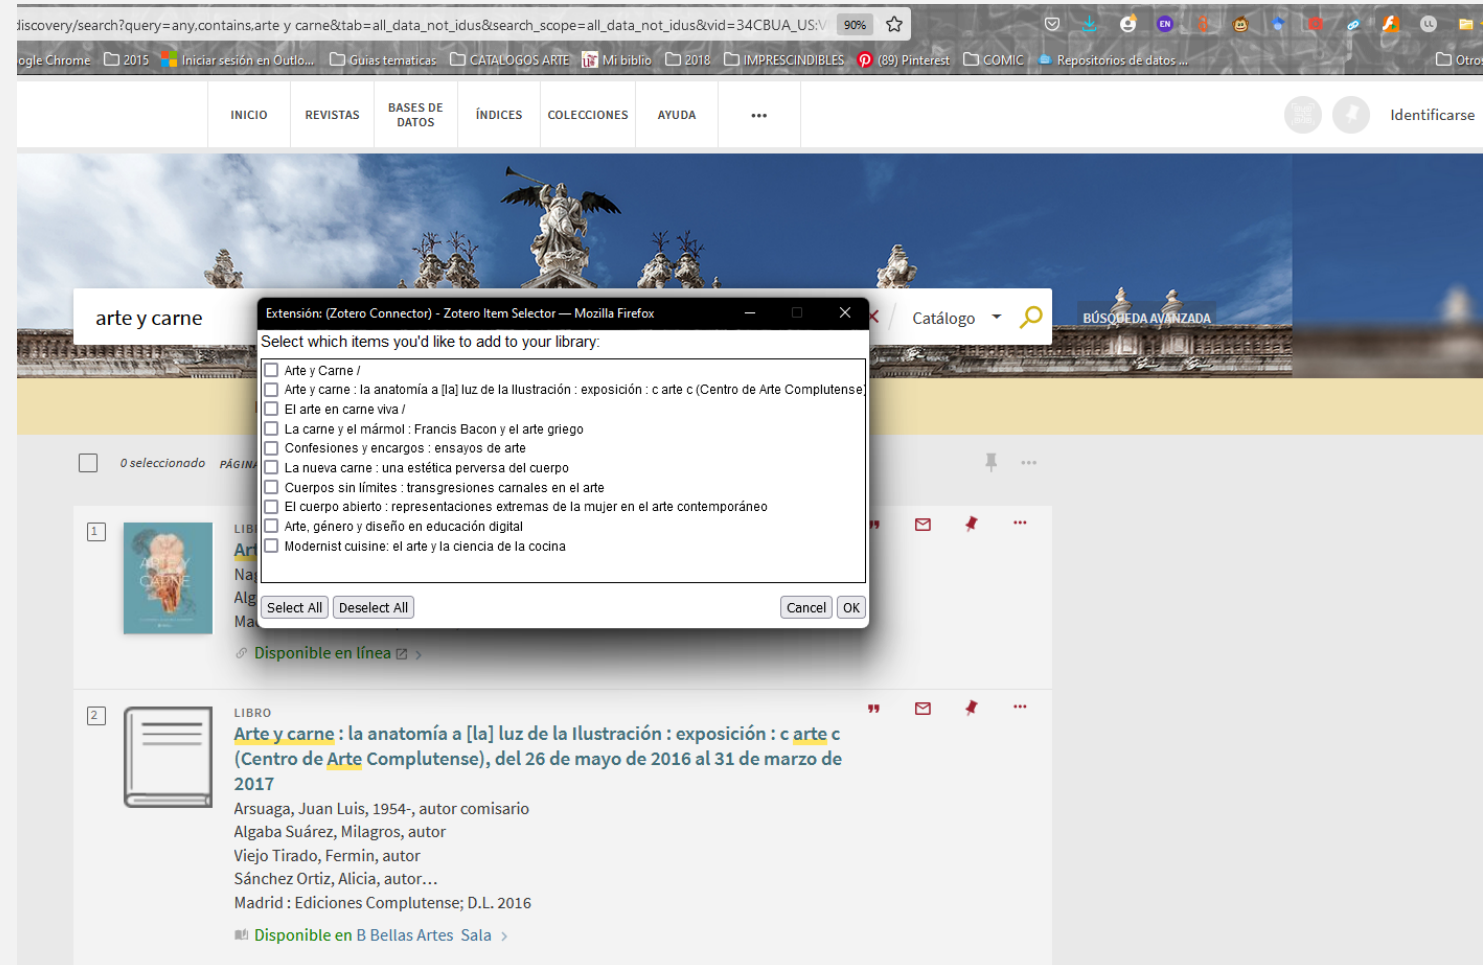 discovery/search?query=any,contains,arte y carne&tab=all_data_not_idus&search_scope=all_data_not_idus&vid=34CBUA_US:V 90%
EN
ogle Chrome 2015 Iniciar sesión en Outlo... Guias tematicas CATALOGOS ARTE Mi biblio 2018 IMPRESCINDIBLES (89) Pinterest COMIC Repositorios de datos ... Otros
INICIO REVISTAS BASES DE DATOS ÍNDICES COLECCIONES AYUDA ••• Identificarse
arte y carne Catálogo BÚSQUEDA AVANZADA
Extensión: (Zotero Connector) - Zotero Item Selector — Mozilla Firefox
Select which items you'd like to add to your library:
Arte y Carne /
Arte y carne : la anatomía a [la] luz de la Ilustración : exposición : c arte c (Centro de Arte Complutense)
El arte en carne viva /
La carne y el mármol : Francis Bacon y el arte griego
Confesiones y encargos : ensayos de arte
La nueva carne : una estética perversa del cuerpo
Cuerpos sin límites : transgresiones carnales en el arte
El cuerpo abierto : representaciones extremas de la mujer en el arte contemporáneo
Arte, género y diseño en educación digital
Modernist cuisine: el arte y la ciencia de la cocina
Select All Deselect All Cancel OK
0 seleccionado PÁGIN
1
ARTE Y
CARNE
LIB
Art
Nag
Alg
Ma
Disponible en línea
2
LIBRO
Arte y carne : la anatomía a [la] luz de la Ilustración : exposición : c arte c
(Centro de Arte Complutense), del 26 de mayo de 2016 al 31 de marzo de
2017
Arsuaga, Juan Luis, 1954-, autor comisario
Algaba Suárez, Milagros, autor
Viejo Tirado, Fermin, autor
Sánchez Ortiz, Alicia, autor…
Madrid : Ediciones Complutense; D.L. 2016
Disponible en B Bellas Artes Sala